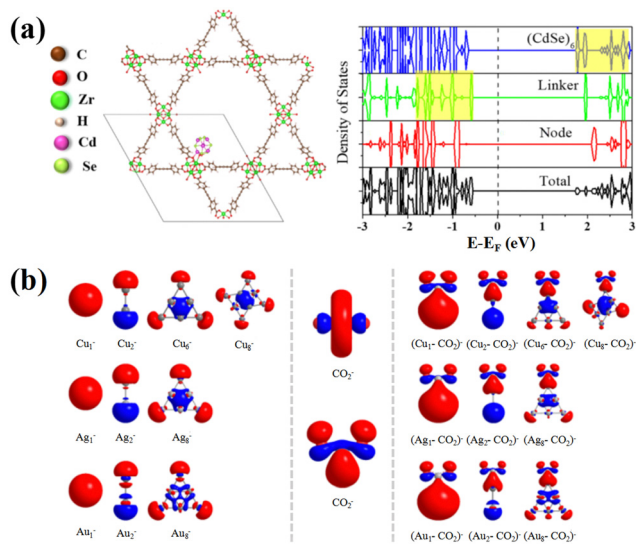 (a)
C
O
Zr
H
Cd
Se
Density of States
(CdSe)6
Linker
Node
Total
-3 -2 -1 0 1 2 3
E-EF (eV)
(b)
Cu1- Cu2- Cu6- Cu8-
CO2-
(Cu1- CO2)- (Cu2- CO2)- (Cu6- CO2)- (Cu8- CO2)-
Ag1- Ag2- Ag8-
(Ag1- CO2)- (Ag2- CO2)- (Ag8- CO2)-
CO2-
Au1- Au2- Au8-
(Au1- CO2)- (Au2- CO2)- (Au8- CO2)-